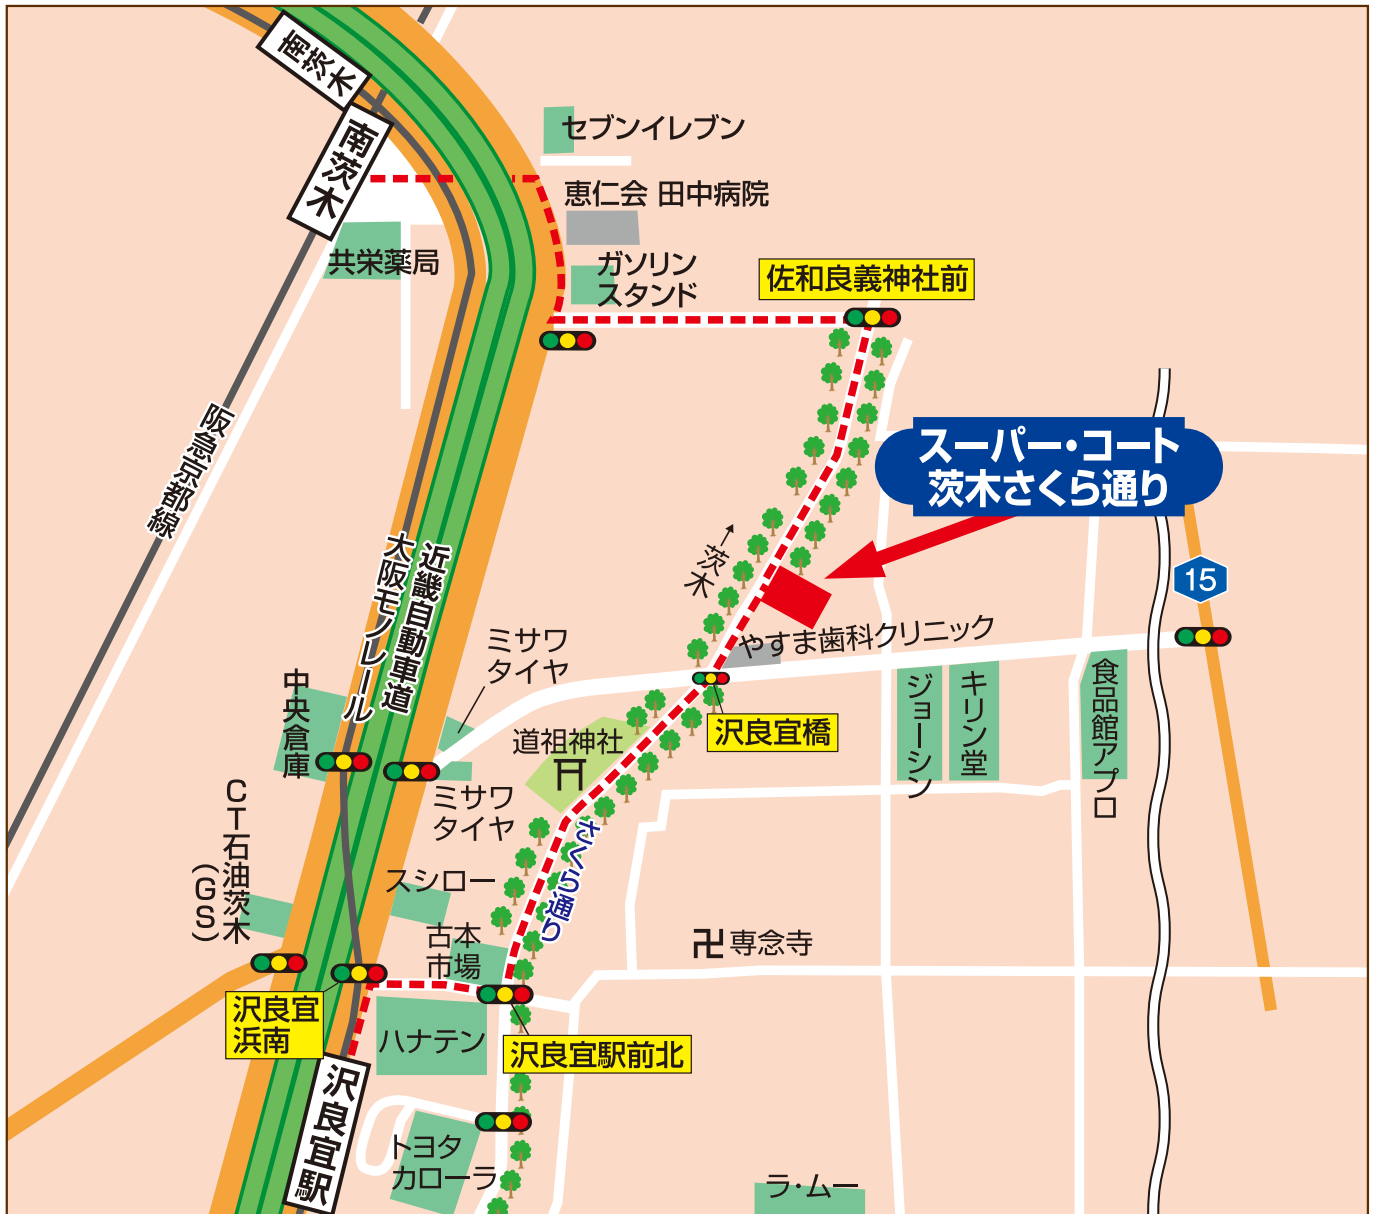 南茨木
南茨木
セブンイレブン
恵仁会 田中病院
共栄薬局
ガソリン
スタンド
佐和良義神社前
阪急京都線
スーパー・コート
茨木さくら通り
近畿自動車道
大阪モノレール
←茨木
15
やすま歯科クリニック
ミサワ
タイヤ
中央倉庫
道祖神社
沢良宜橋
ジョーシン
キリン堂
食品館アプロ
ミサワ
タイヤ
CT石油茨木
(GS)
スシロー
さくら通り
古本
市場
卍専念寺
沢良宜
浜南
ハナテン
沢良宜駅前北
沢良宜駅
トヨタ
カローラ
ラ・ムー